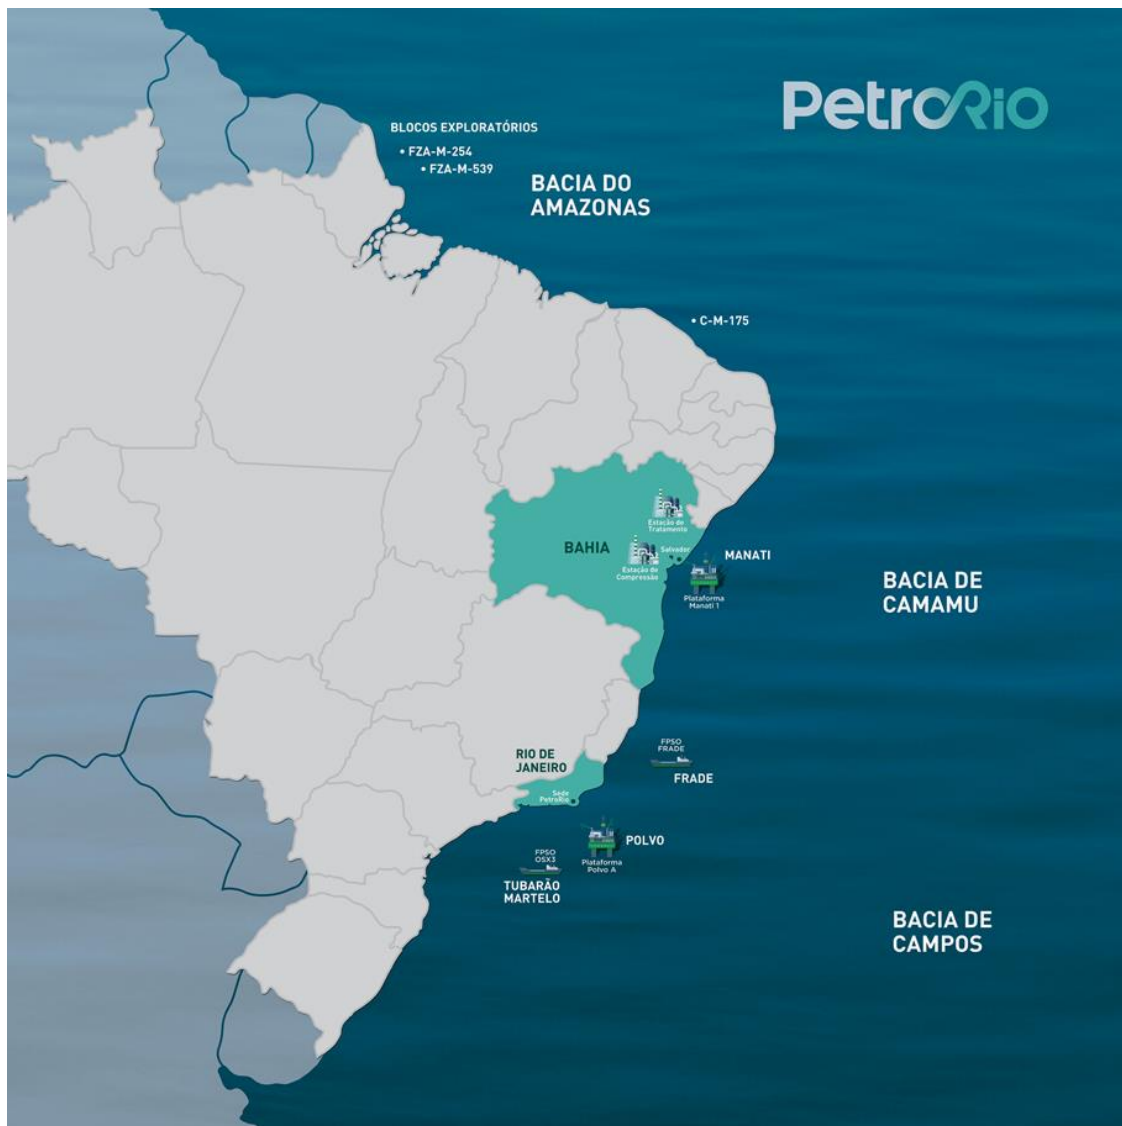 PetroRio
BLOCOS EXPLORATÓRIOS
• FZA-M-254
• FZA-M-539
BACIA DO
AMAZONAS
• C-M-175
Estação de
Tratamento
BAHIA
Salvador
Estação de
Compressão
MANATI
Plataforma
Manati 1
BACIA DE
CAMAMU
RIO DE
JANEIRO
Sede
PetroRio
FPSO
FRADE
FRADE
POLVO
Plataforma
Polvo A
FPSO
OSX3
TUBARÃO
MARTELO
BACIA DE
CAMPOS